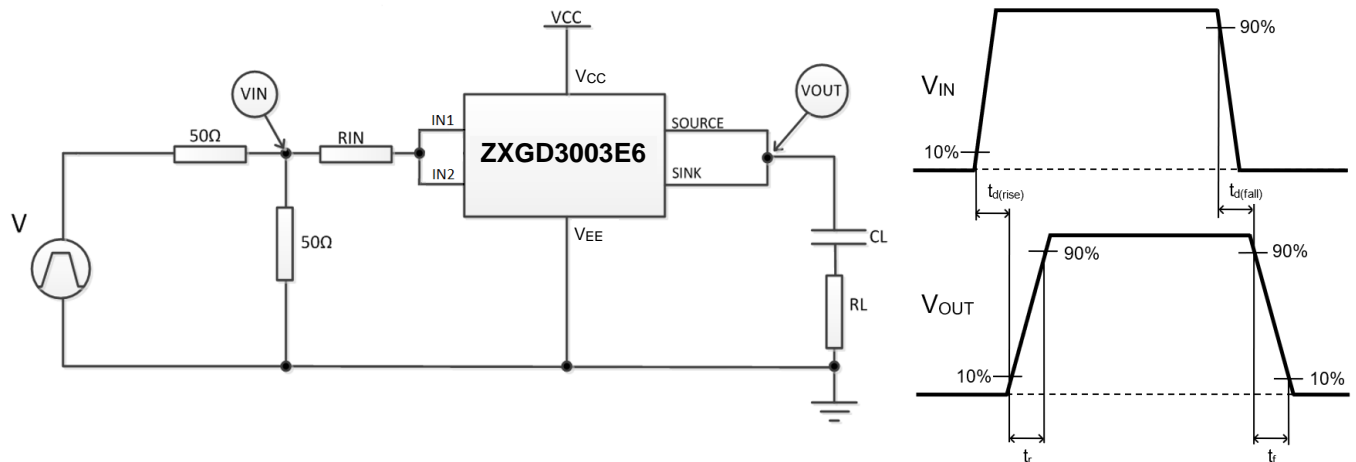 VCC
VCC
VIN
VOUT
50Ω
RIN
IN1
IN2
ZXGD3003E6
SOURCE
SINK
VEE
V
50Ω
CL
RL
VIN
90%
10%
td(rise)
td(fall)
VOUT
90%
90%
10%
10%
tr
tf